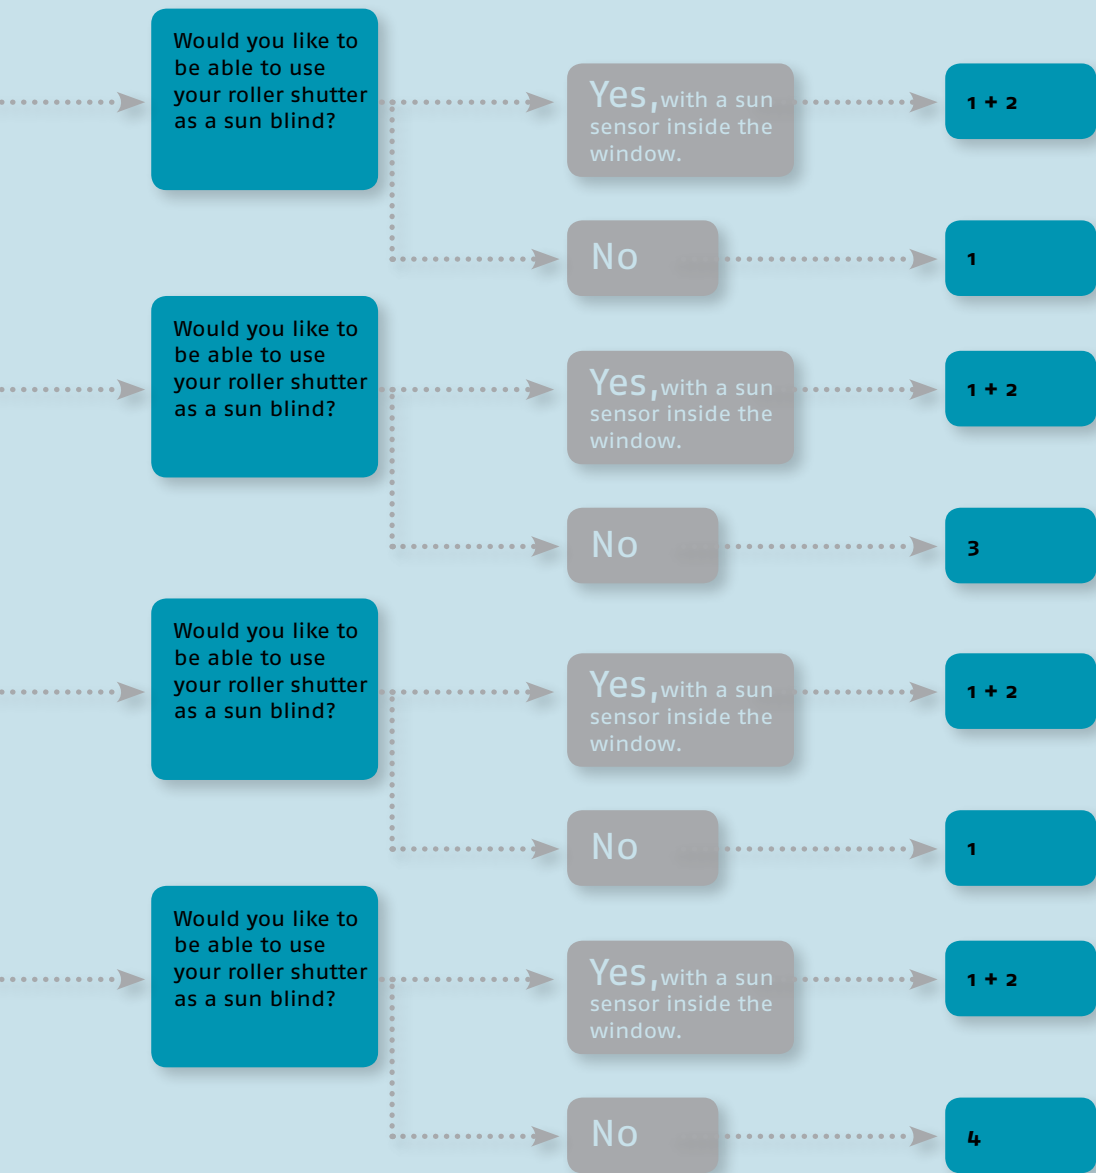 Would you like to
be able to use
your roller shutter
as a sun blind?
Yes, with a sun
sensor inside the
window.
1 + 2
No
1
Would you like to
be able to use
your roller shutter
as a sun blind?
Yes, with a sun
sensor inside the
window.
1 + 2
No
3
Would you like to
be able to use
your roller shutter
as a sun blind?
Yes, with a sun
sensor inside the
window.
1 + 2
No
1
Would you like to
be able to use
your roller shutter
as a sun blind?
Yes, with a sun
sensor inside the
window.
1 + 2
No
4